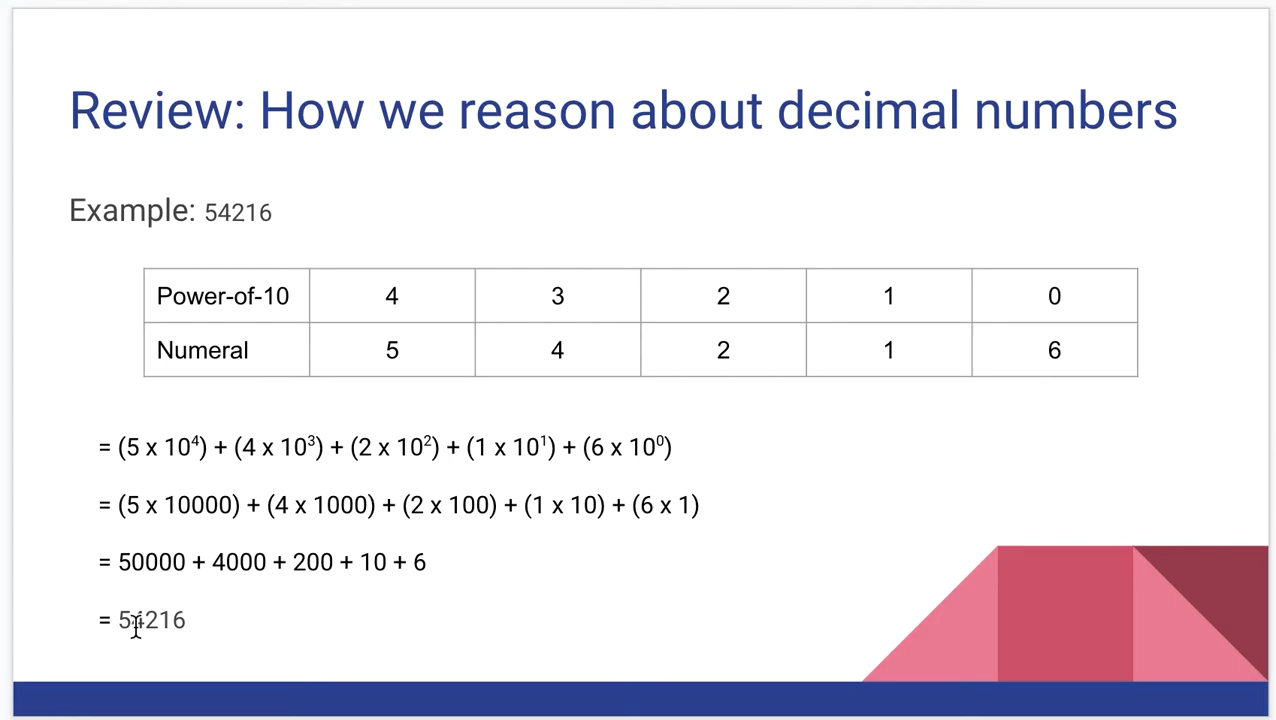 Review: How we reason about decimal numbers
Example: 54216
Power-of-10 4 3 2 1 0
Numeral 5 4 2 1 6
= (5 x 10⁴) + (4 x 10³) + (2 x 10²) + (1 x 10¹) + (6 x 10⁰)
= (5 x 10000) + (4 x 1000) + (2 x 100) + (1 x 10) + (6 x 1)
= 50000 + 4000 + 200 + 10 + 6
= 54216